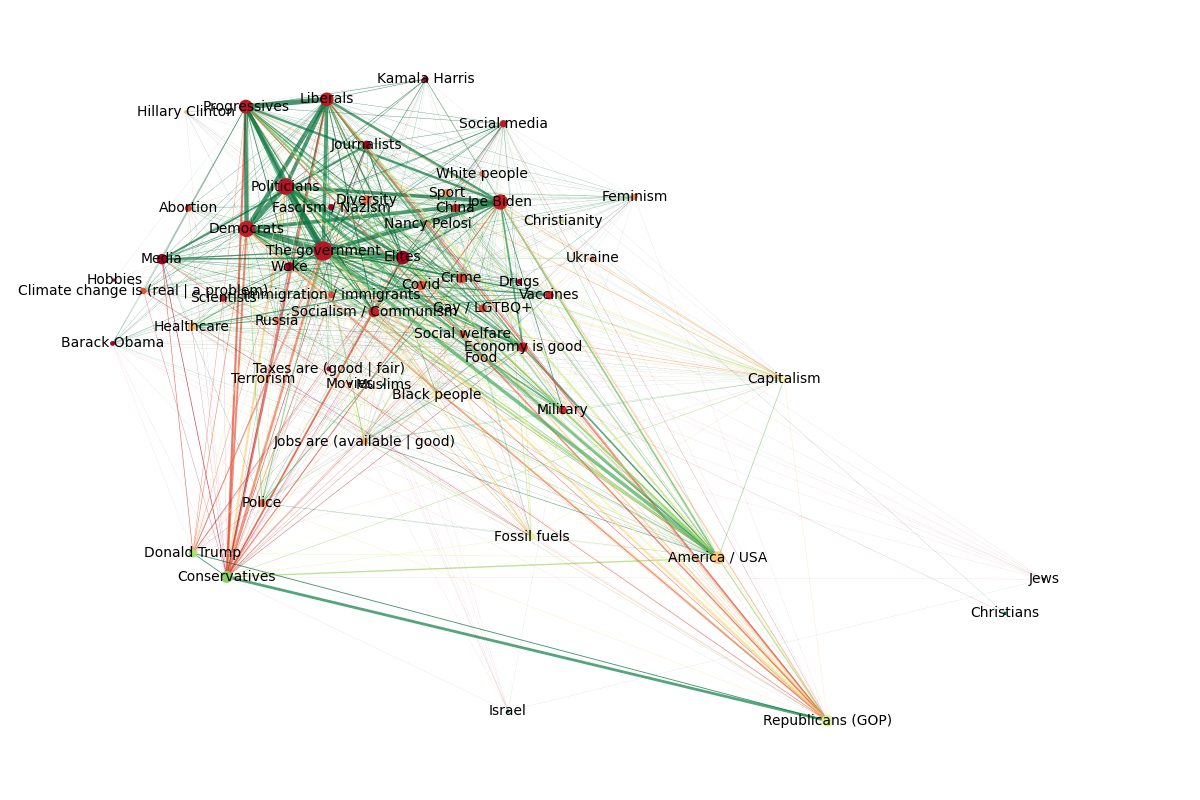 Kamala Harris
Progressives
Liberals
Hillary Clinton
Social media
Journalists
White people
Politicians
Sport
Feminism
Diversity
Joe Biden
Abortion
Fascism / Nazism
China
Christianity
Nancy Pelosi
Democrats
The government
Elites
Media
Ukraine
Woke
Hobbies
Crime
Drugs
Covid
Climate change is (real | a problem)
Scientists
Immigration / Immigrants
Vaccines
Gay / LGTBQ+
Socialism / Communism
Russia
Healthcare
Social welfare
Barack Obama
Economy is good
Food
Taxes are (good | fair)
Terrorism
Movies
Muslims
Capitalism
Black people
Military
Jobs are (available | good)
Police
Fossil fuels
Donald Trump
America / USA
Conservatives
Jews
Christians
Israel
Republicans (GOP)